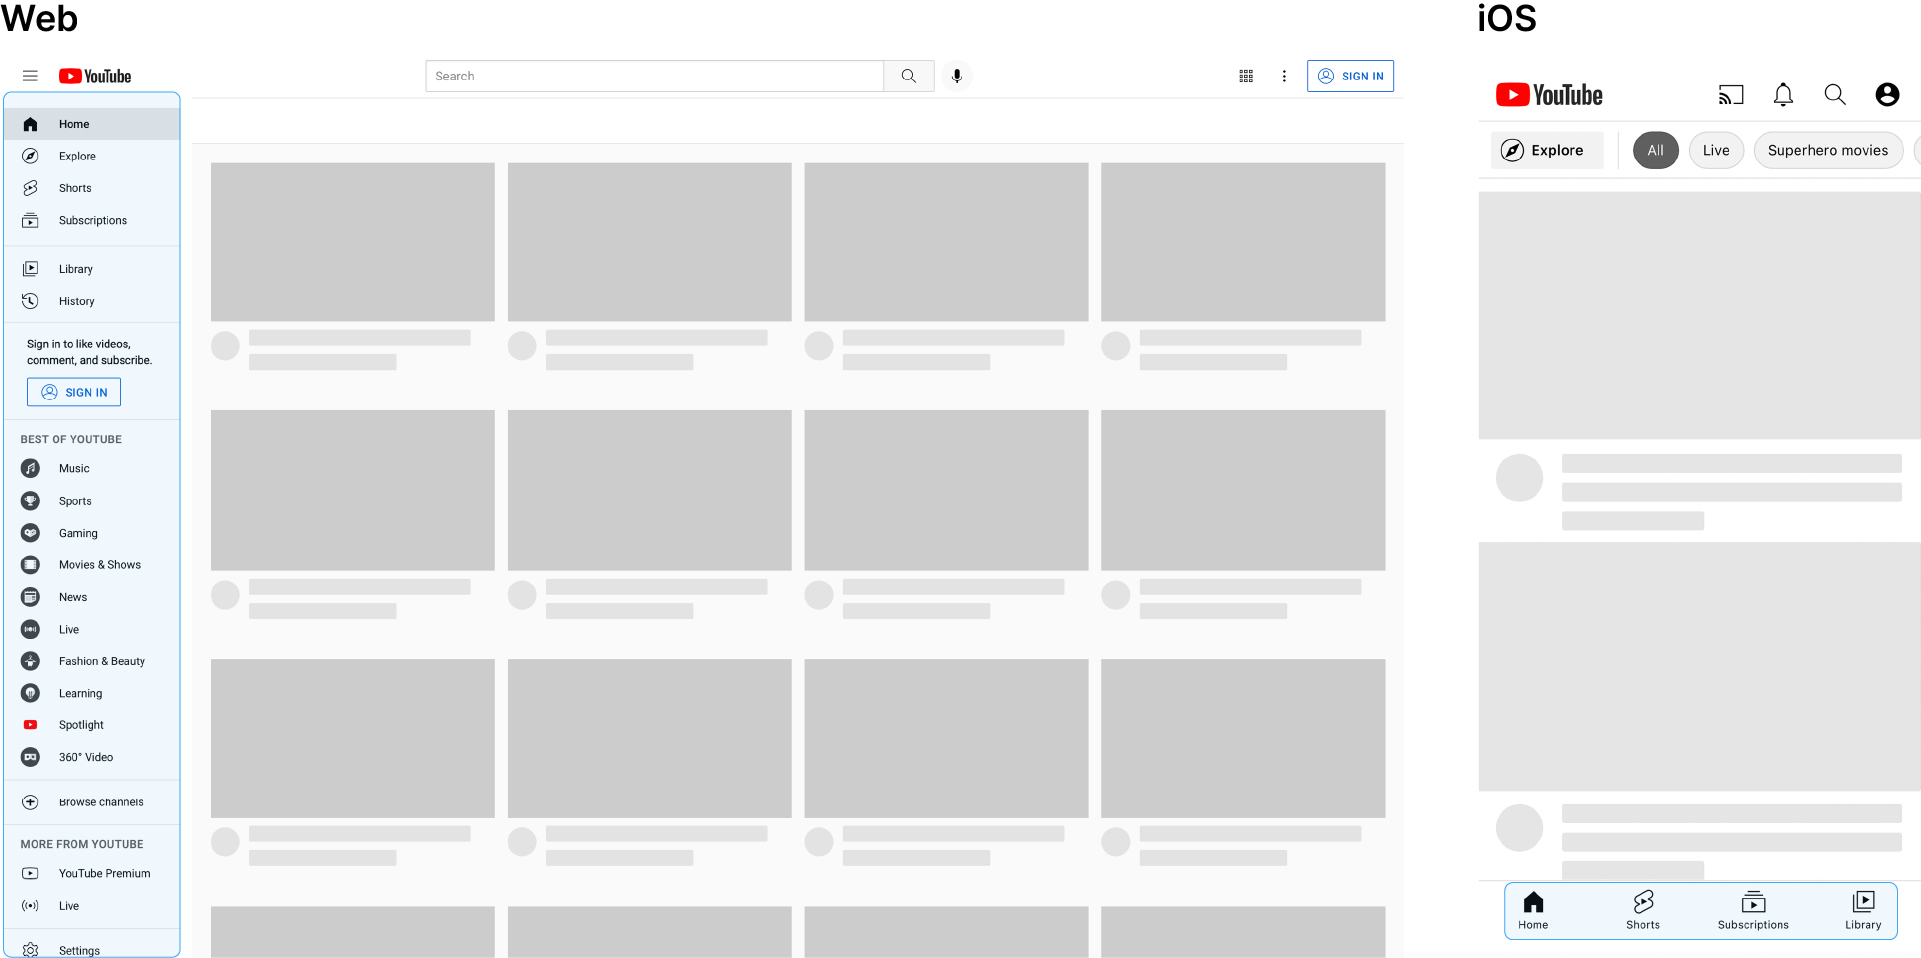 Web
iOS
YouTube
Search
SIGN IN
Home
Explore
Shorts
Subscriptions
Library
History
Sign in to like videos,
comment, and subscribe.
SIGN IN
BEST OF YOUTUBE
Music
Sports
Gaming
Movies & Shows
News
Live
Fashion & Beauty
Learning
Spotlight
360° Video
Browse channels
MORE FROM YOUTUBE
YouTube Premium
Live
Settings
YouTube
Explore
All
Live
Superhero movies
Home
Shorts
Subscriptions
Library